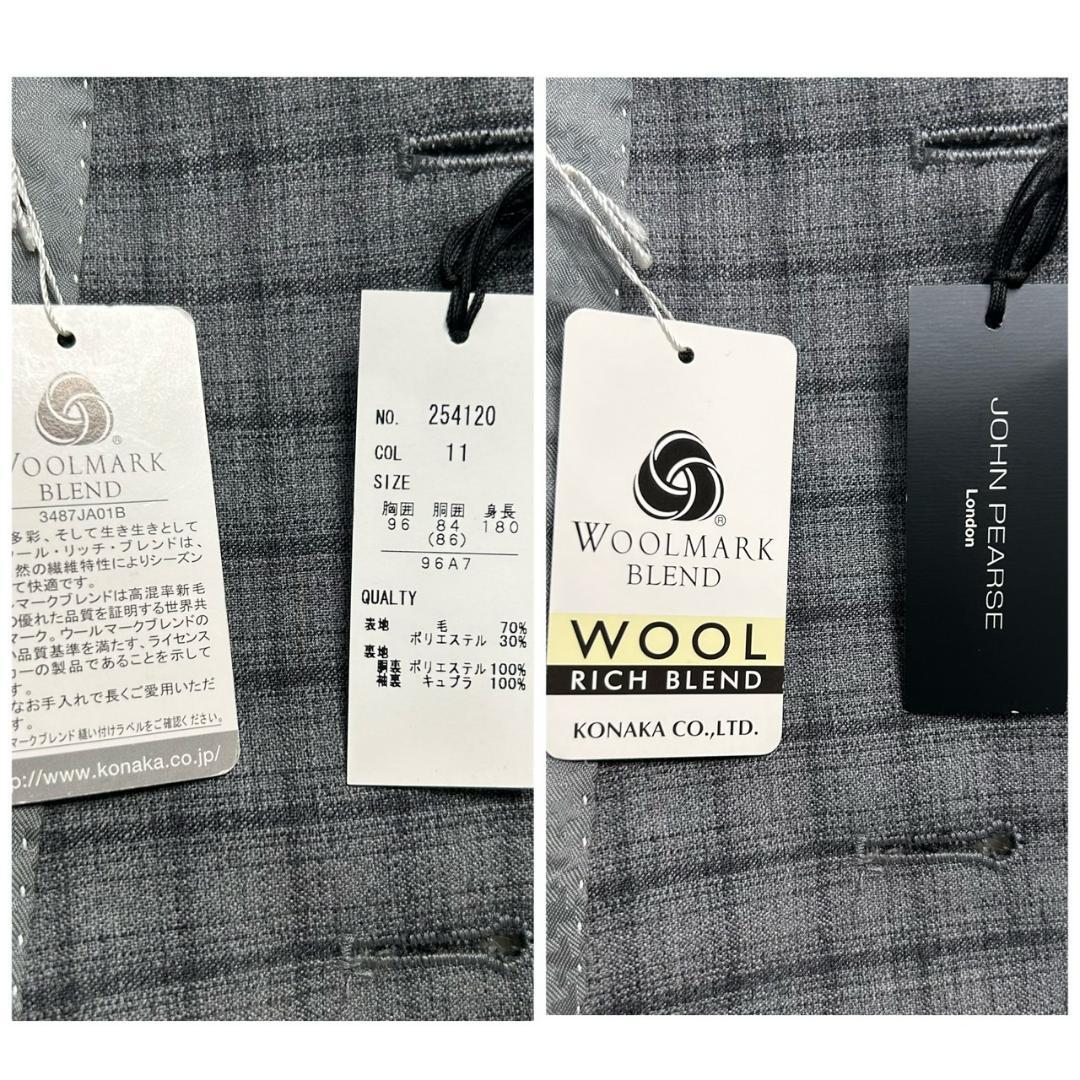 WOOLMARK
BLEND
3487JA01B
多彩、そして生き生きとして
ール・リッチ・ブレンドは、
然の繊維特性によりシーズン
て快適です。
ルマークブレンドは高混率新毛
の優れた品質を証明する世界共
マーク。ウールマークブレンドの
い品質基準を満たす、ライセンス
カーの製品であることを示して
す。
なお手入れで長くご愛用いただ
す。
マークブレンド 縫い付けラベルをご確認ください。
p://www.konaka.co.jp/
NO. 254120
COL 11
SIZE
胸囲 胴囲 身長
96 84 180
(86)
96A7
QUALTY
表地 毛 70%
ポリエステル 30%
裏地
胴裏 ポリエステル 100%
袖裏 キュプラ 100%
®
WOOLMARK
BLEND
WOOL
RICH BLEND
KONAKA CO.,LTD.
JOHN PEARSE
London